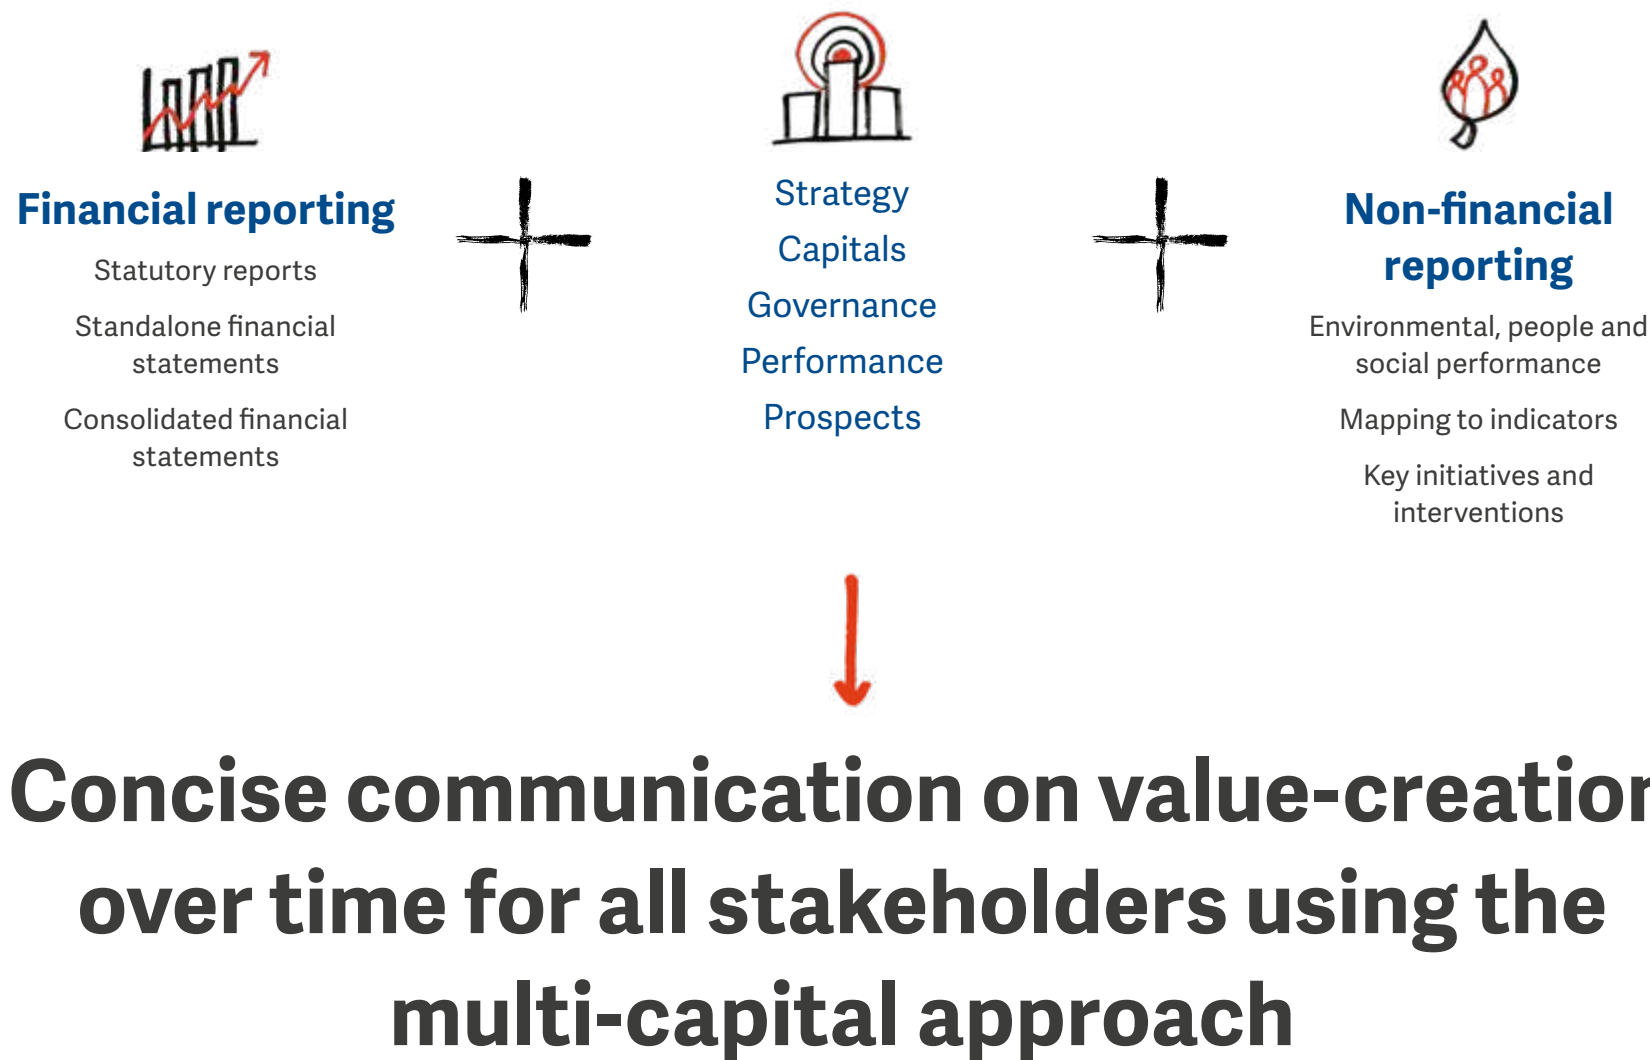 Financial reporting
Statutory reports
Standalone financial
statements
Consolidated financial
statements
Strategy
Capitals
Governance
Performance
Prospects
Non-financial
reporting
Environmental, people and
social performance
Mapping to indicators
Key initiatives and
interventions
Concise communication on value-creation
over time for all stakeholders using the
multi-capital approach